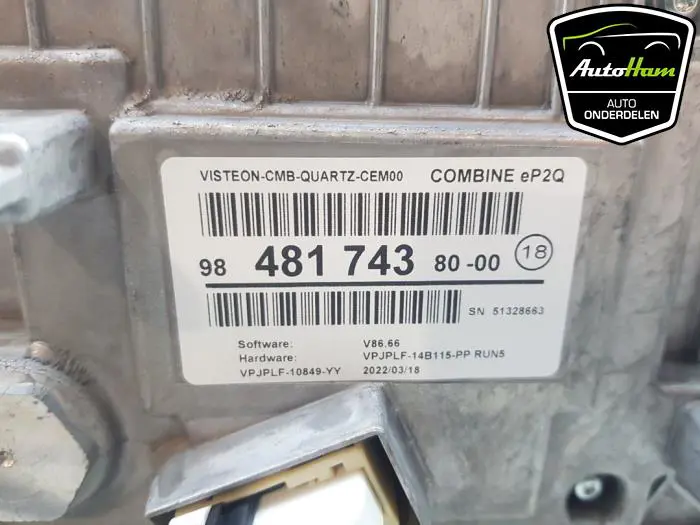 AutoHam
AUTO
ONDERDELEN
VISTEON-CMB-QUARTZ-CEM00 COMBINE eP2Q
98 481 743 80-00 18
SN 51328663
Software: V86.66
Hardware: VPJPLF-14B115-PP RUN5
VPJPLF-10849-YY 2022/03/18